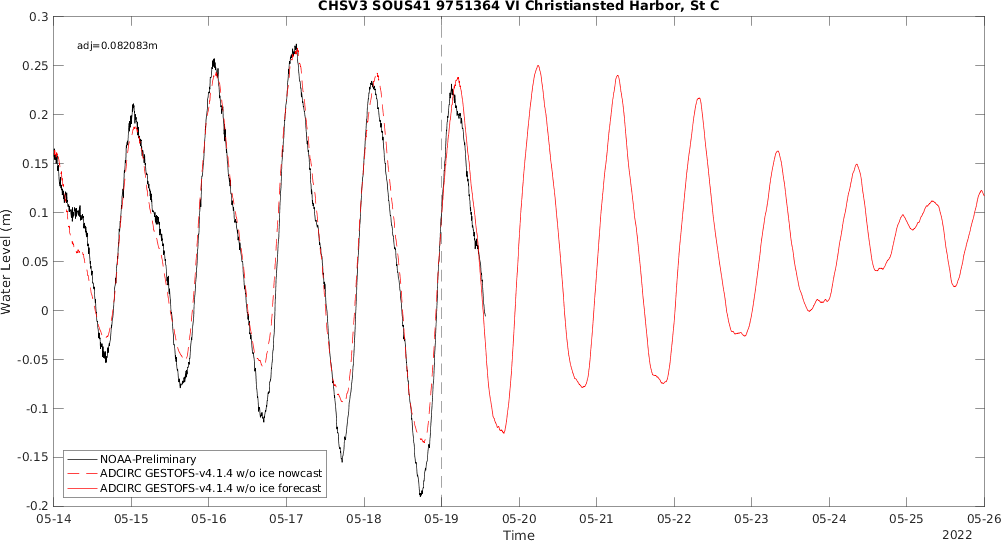 CHSV3 SOUS41 9751364 VI Christiansted Harbor, St C
adj=0.082083m
Water Level (m)
0.3
0.25
0.2
0.15
0.1
0.05
0
-0.05
-0.1
-0.15
-0.2
NOAA-Preliminary
ADCIRC GESTOFS-v4.1.4 w/o ice nowcast
ADCIRC GESTOFS-v4.1.4 w/o ice forecast
05-14 05-15 05-16 05-17 05-18 05-19 05-20 05-21 05-22 05-23 05-24 05-25 05-26
Time
2022